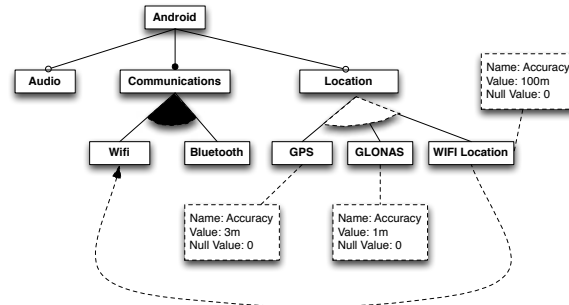 Android
Audio
Communications
Location
Name: Accuracy
Value: 100m
Null Value: 0
Wifi
Bluetooth
GPS
GLONAS
WIFI Location
Name: Accuracy
Value: 3m
Null Value: 0
Name: Accuracy
Value: 1m
Null Value: 0